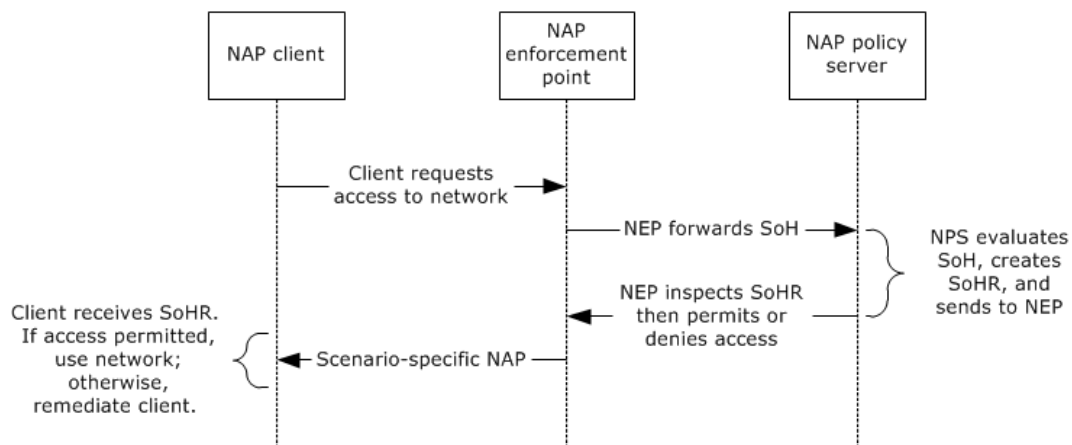 NAP client
NAP
enforcement
point
NAP policy
server
Client requests
access to network
NEP forwards SoH
NPS evaluates
SoH, creates
SoHR, and
sends to NEP
NEP inspects SoHR
then permits or
denies access
Client receives SoHR.
If access permitted,
use network;
otherwise,
remediate client.
Scenario-specific NAP